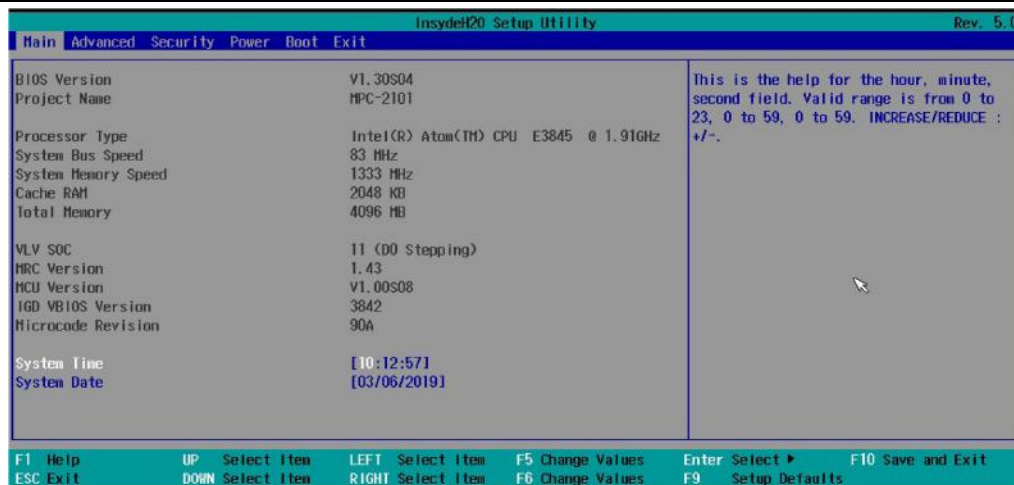 InsydeH20 Setup Utility Rev. 5.0
Main Advanced Security Power Boot Exit
BIOS Version V1.30S04
Project Name MPC-2101
Processor Type Intel(R) Atom(TM) CPU E3845 @ 1.91GHz
System Bus Speed 83 MHz
System Memory Speed 1333 MHz
Cache RAM 2048 KB
Total Memory 4096 MB
VLV SOC 11 (D0 Stepping)
MRC Version 1.43
MCU Version V1.00S08
IGD VBIOS Version 3842
Microcode Revision 90A
System Time [10:12:57]
System Date [03/06/2019]
This is the help for the hour, minute,
second field. Valid range is from 0 to
23, 0 to 59, 0 to 59. INCREASE/REDUCE :
+/-.
F1 Help UP Select Item LEFT Select Item F5 Change Values Enter Select ▶ F10 Save and Exit
ESC Exit DOWN Select Item RIGHT Select Item F6 Change Values F9 Setup Defaults